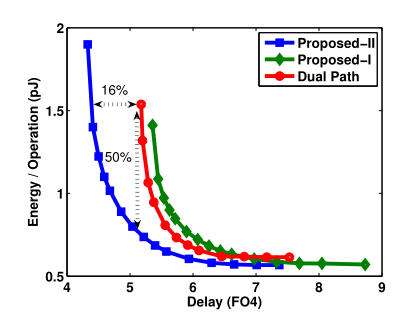 2
Proposed-II
Proposed-I
Dual Path
16%
1.5
50%
1
0.5
Energy / Operation (pJ)
4 5 6 7 8 9
Delay (FO4)